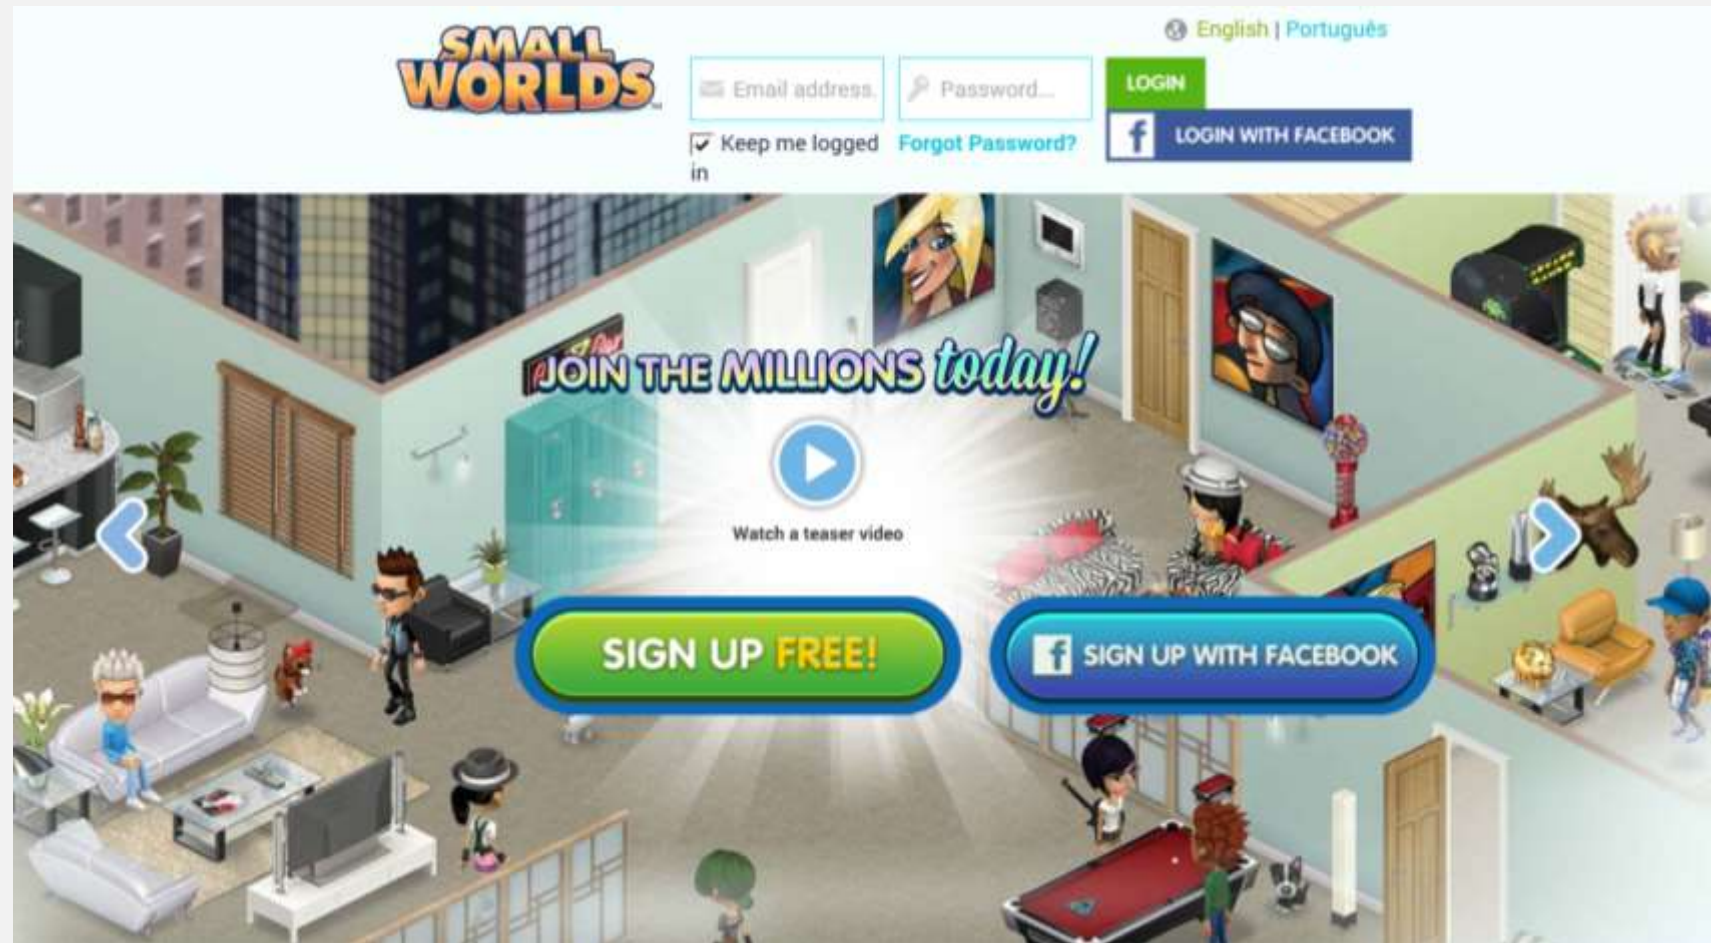 SMALL
WORLDS™
English | Português
Email address.
Password...
LOGIN
Keep me logged
in
Forgot Password?
f LOGIN WITH FACEBOOK
JOIN THE MILLIONS today!
Watch a teaser video
SIGN UP FREE!
f SIGN UP WITH FACEBOOK